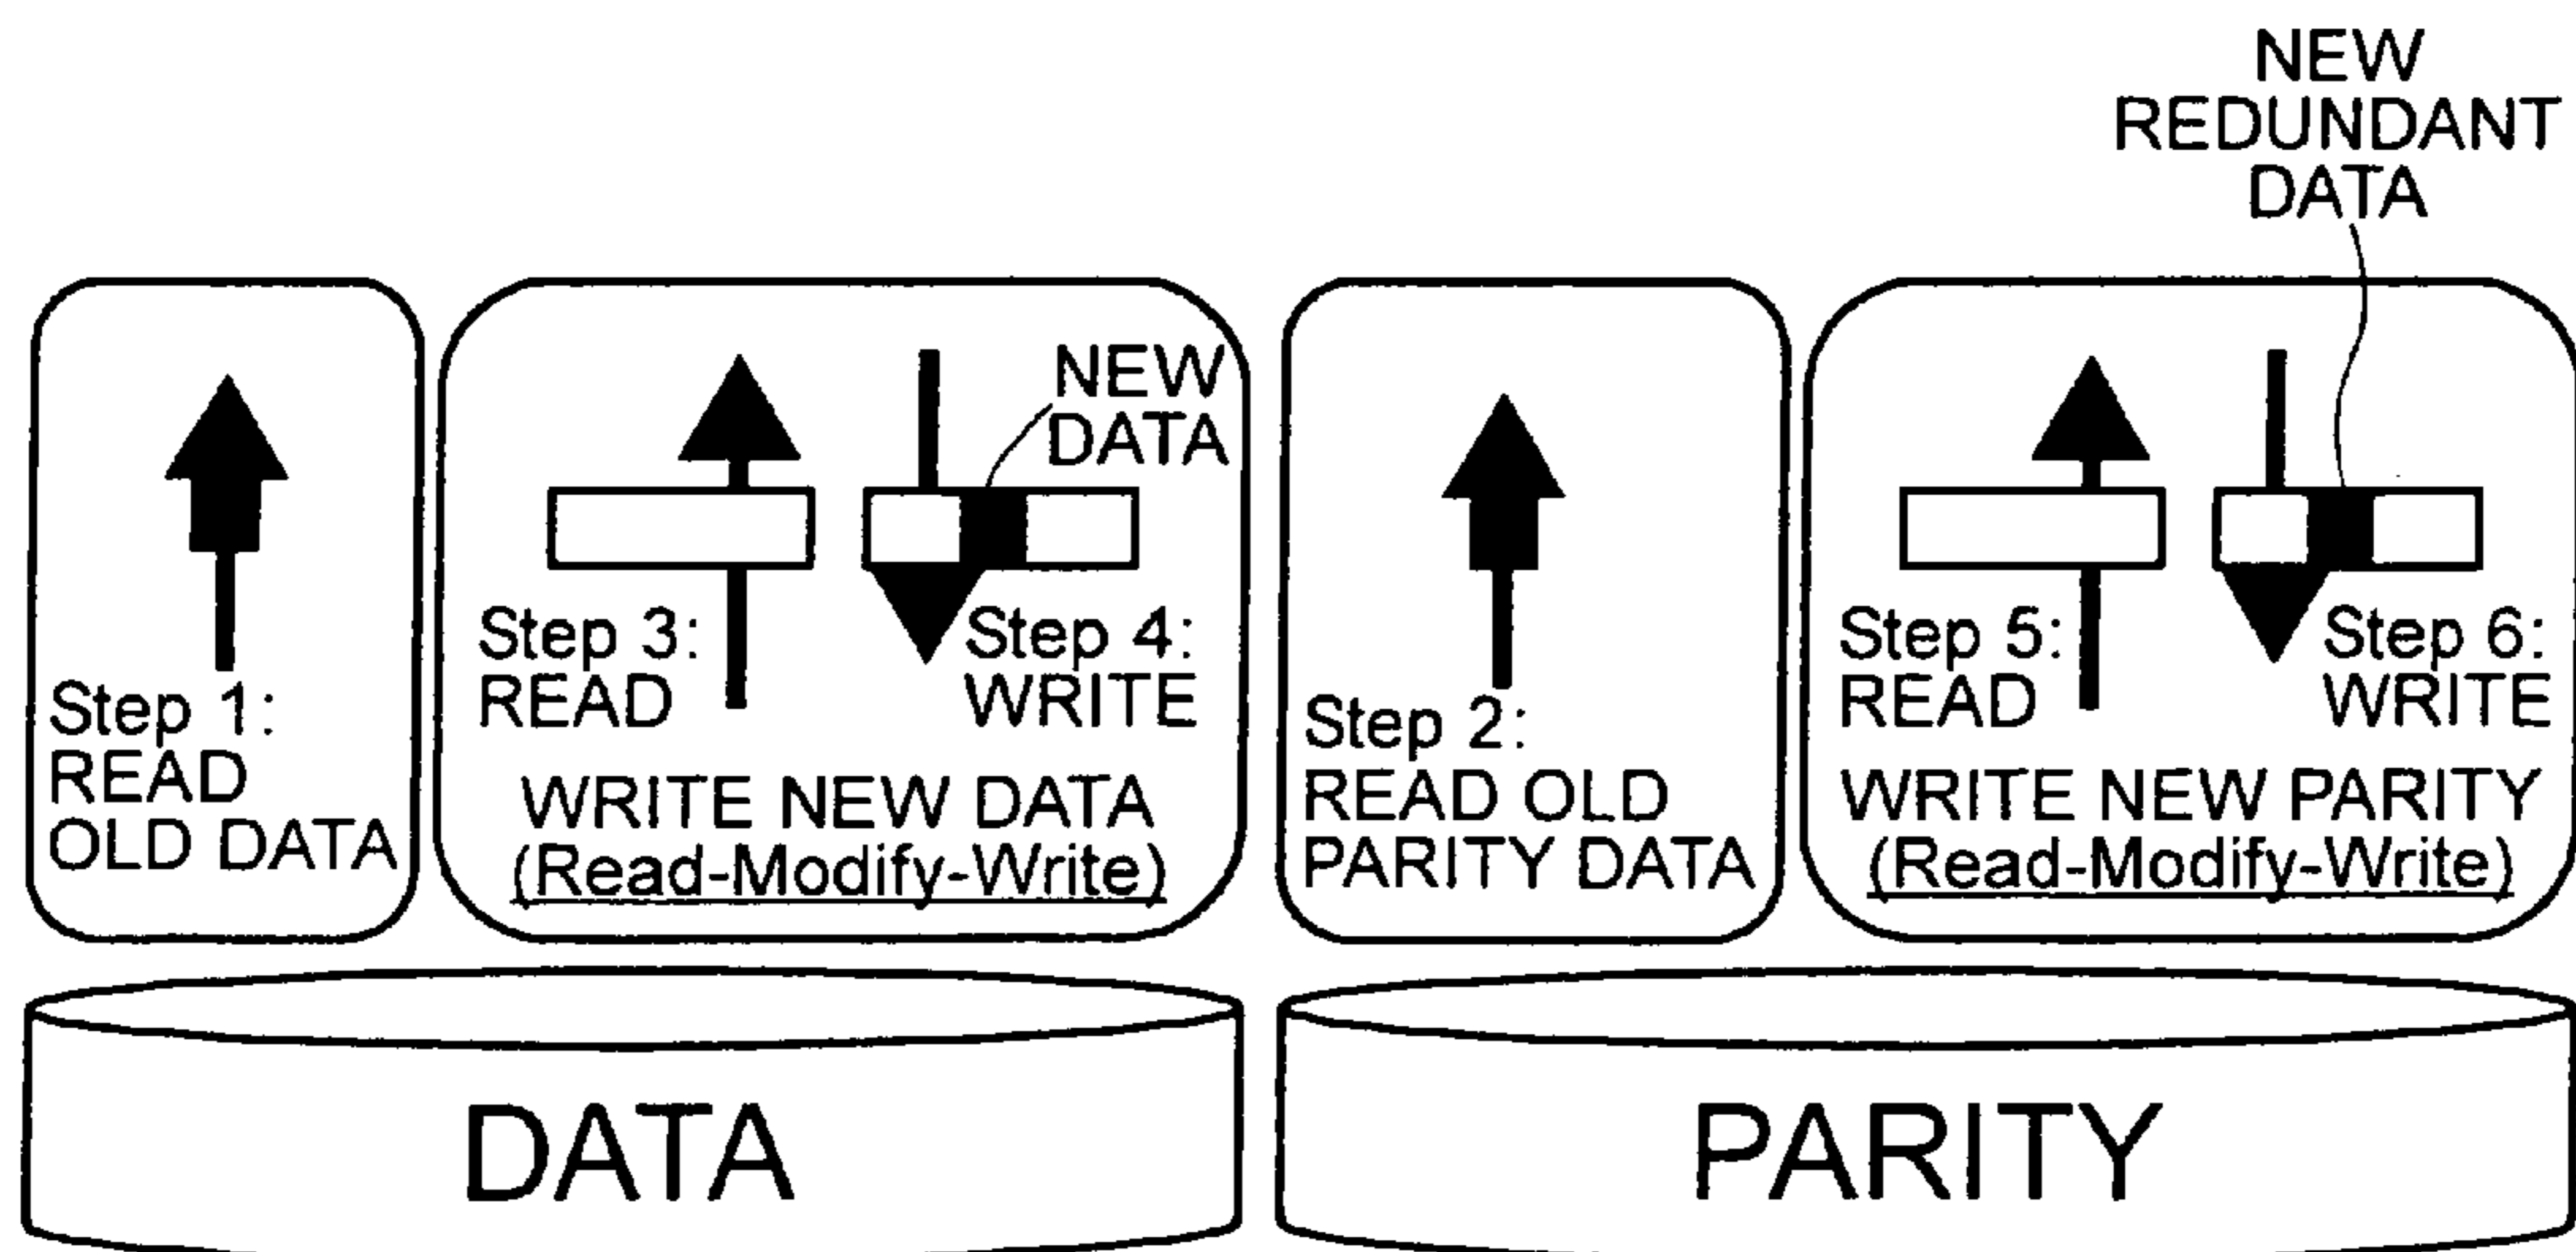 NEW
REDUNDANT
DATA
NEW
DATA
Step 1:
READ
OLD DATA
Step 3:
READ
Step 4:
WRITE
WRITE NEW DATA
(Read-Modify-Write)
Step 2:
READ OLD
PARITY DATA
Step 5:
READ
Step 6:
WRITE
WRITE NEW PARITY
(Read-Modify-Write)
DATA
PARITY